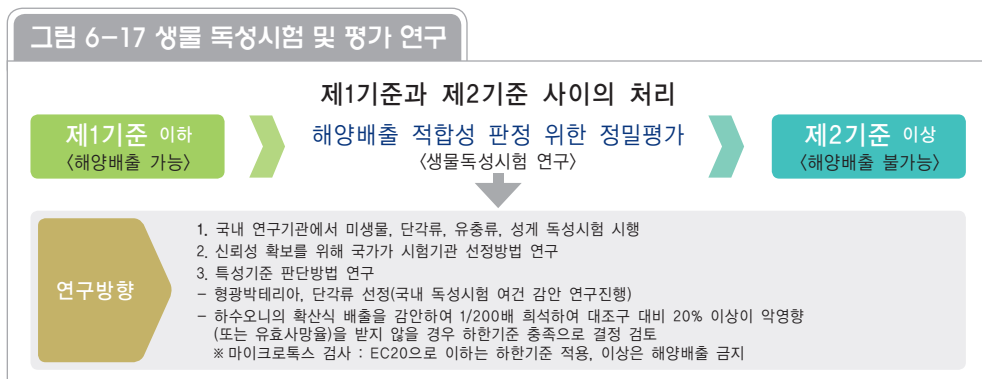 그림 6-17 생물 독성시험 및 평가 연구
제1기준과 제2기준 사이의 처리
제1기준 이하
〈해양배출 가능〉
해양배출 적합성 판정 위한 정밀평가
〈생물독성시험 연구〉
제2기준 이상
〈해양배출 불가능〉
연구방향
1. 국내 연구기관에서 미생물, 단각류, 유충류, 성게 독성시험 시행
2. 신뢰성 확보를 위해 국가가 시험기관 선정방법 연구
3. 특성기준 판단방법 연구
- 형광박테리아, 단각류 선정(국내 독성시험 여건 감안 연구진행)
- 하수오니의 확산식 배출을 감안하여 1/200배 희석하여 대조구 대비 20% 이상이 악영향
(또는 유효사망율)을 받지 않을 경우 하한기준 충족으로 결정 검토
※ 마이크로톡스 검사 : EC20으로 이하는 하한기준 적용, 이상은 해양배출 금지